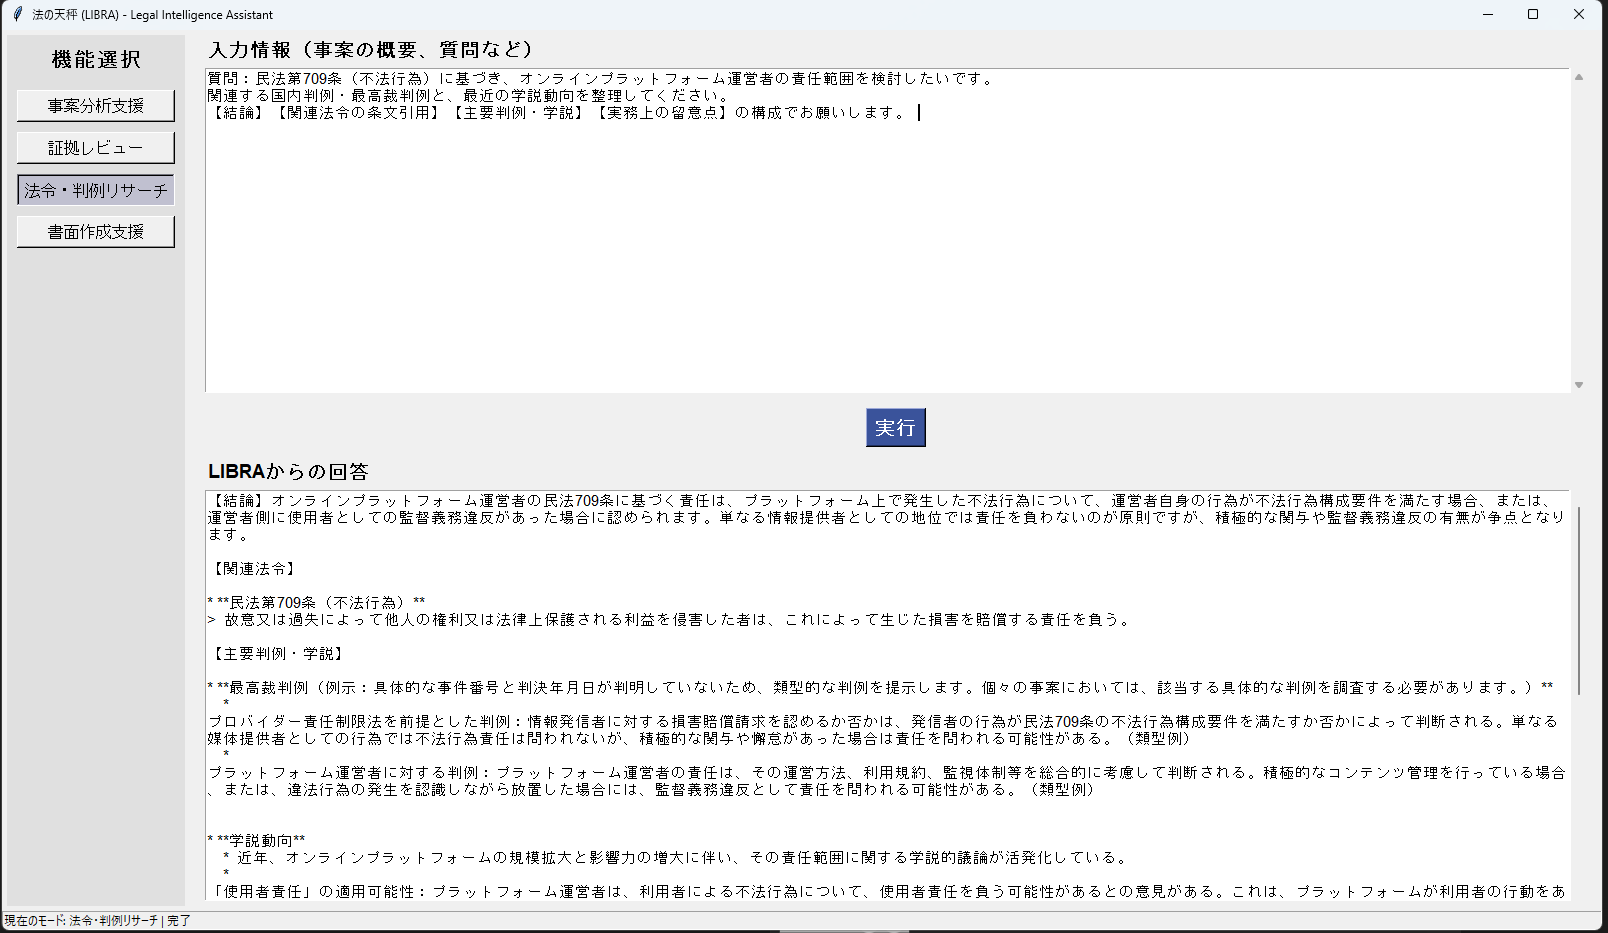 法の天秤 (LIBRA) - Legal Intelligence Assistant
機能選択
事案分析支援
証拠レビュー
法令・判例リサーチ
書面作成支援
入力情報（事案の概要、質問など）
質問：民法第709条（不法行為）に基づき、オンラインプラットフォーム運営者の責任範囲を検討したいです。
関連する国内判例・最高裁判例と、最近の学説動向を整理してください。
【結論】【関連法令の条文引用】【主要判例・学説】【実務上の留意点】の構成でお願いします。
実行
LIBRAからの回答
【結論】オンラインプラットフォーム運営者の民法709条に基づく責任は、プラットフォーム上で発生した不法行為について、運営者自身の行為が不法行為構成要件を満たす場合、または、
運営者側に使用者としての監督義務違反があった場合に認められます。単なる情報提供者としての地位では責任を負わないのが原則ですが、積極的な関与や監督義務違反の有無が争点となり
ます。
【関連法令】
* **民法第709条（不法行為）**
> 故意又は過失によって他人の権利又は法律上保護される利益を侵害した者は、これによって生じた損害を賠償する責任を負う。
【主要判例・学説】
* **最高裁判例（例示：具体的な事件番号と判決年月日が判明していないため、類型的な判例を提示します。個々の事案においては、該当する具体的な判例を調査する必要があります。）**
*
プロバイダー責任制限法を前提とした判例：情報発信者に対する損害賠償請求を認めるか否かは、発信者の行為が民法709条の不法行為構成要件を満たすか否かによって判断される。単なる
媒体提供者としての行為では不法行為責任は問われないが、積極的な関与や懈怠があった場合は責任を問われる可能性がある。（類型例）
*
プラットフォーム運営者に対する判例：プラットフォーム運営者の責任は、その運営方法、利用規約、監視体制等を総合的に考慮して判断される。積極的なコンテンツ管理を行っている場合
、または、違法行為の発生を認識しながら放置した場合には、監督義務違反として責任を問われる可能性がある。（類型例）
* **学説動向**
* 近年、オンラインプラットフォームの規模拡大と影響力の増大に伴い、その責任範囲に関する学説的議論が活発化している。
*
「使用者責任」の適用可能性：プラットフォーム運営者は、利用者による不法行為について、使用者責任を負う可能性があるとの意見がある。これは、プラットフォームが利用者の行動をあ
現在のモード: 法令・判例リサーチ | 完了